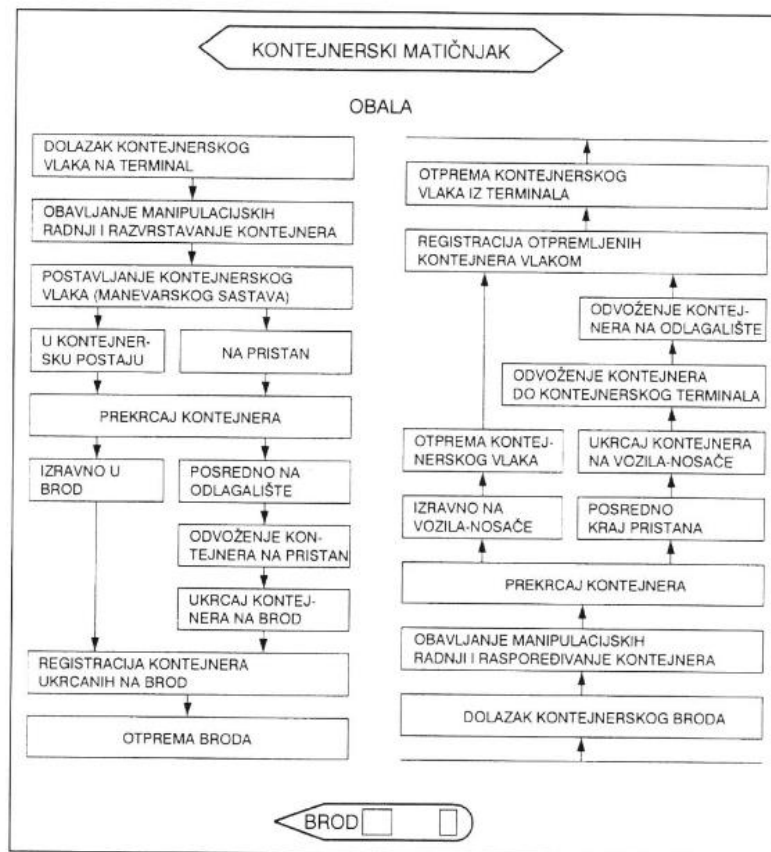 KONTEJNERSKI MATIČNJAK
OBALA
DOLAZAK KONTEJNERSKOG
VLAKA NA TERMINAL
OBAVLJANJE MANIPULACIJSKIH
RADNJI I RAZVRSTAVANJE KONTEJNERA
POSTAVLJANJE KONTEJNERSKOG
VLAKA (MANEVARSKOG SASTAVA)
U KONTEJNER-
SKU POSTAJU
NA PRISTAN
PREKRCAJ KONTEJNERA
IZRAVNO U
BROD
POSREDNO NA
ODLAGALIŠTE
ODVOŽENJE KON-
TEJNERA NA PRISTAN
UKRCAJ KONTEJ-
NERA NA BROD
REGISTRACIJA KONTEJNERA
UKRCANIH NA BROD
OTPREMA BRODA
OTPREMA KONTEJNERSKOG
VLAKA IZ TERMINALA
REGISTRACIJA OTPREMLJENIH
KONTEJNERA VLAKOM
ODVOŽENJE KONTEJ-
NERA NA ODLAGALIŠTE
ODVOŽENJE KONTEJNERA
DO KONTEJNERSKOG TERMINALA
OTPREMA KONTEJ-
NERSKOG VLAKA
UKRCAJ KONTEJNERA
NA VOZILA-NOSAČE
IZRAVNO NA
VOZILA-NOSAČE
POSREDNO
KRAJ PRISTANA
PREKRCAJ KONTEJNERA
OBAVLJANJE MANIPULACIJSKIH
RADNJI I RASPOREĐIVANJE KONTEJNERA
DOLAZAK KONTEJNERSKOG BRODA
BROD